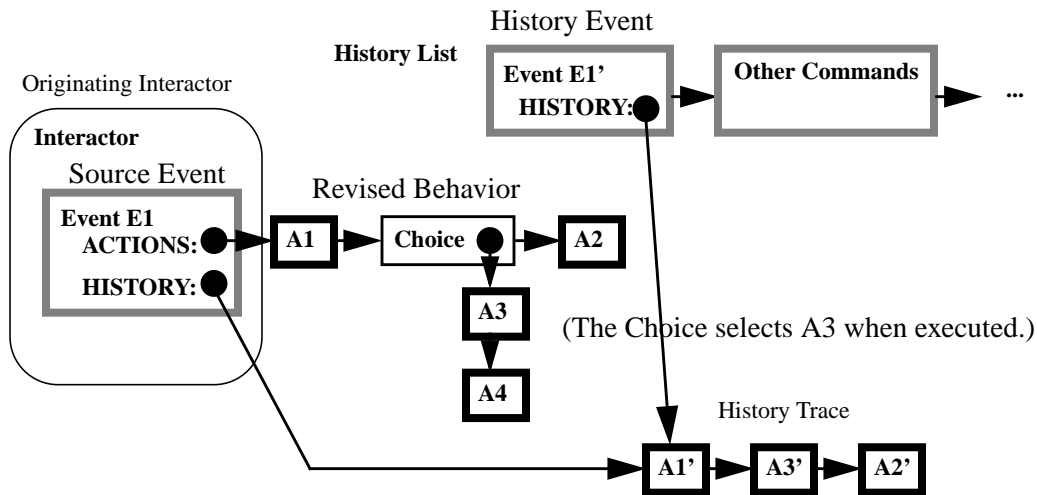 History Event
History List
Event E1’
HISTORY:
Other Commands
...
Originating Interactor
Interactor
Source Event
Event E1
ACTIONS:
HISTORY:
Revised Behavior
A1
Choice
A2
A3
A4
(The Choice selects A3 when executed.)
History Trace
A1’
A3’
A2’